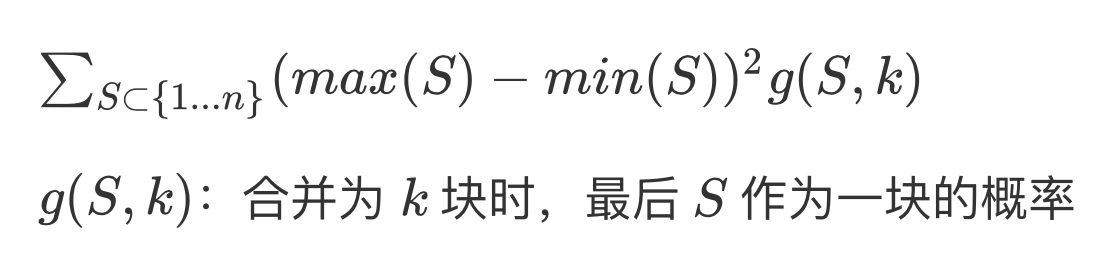 ∑_{S⊂{1...n}}(max(S) − min(S))²g(S, k)
g(S, k)：合并为 k 块时，最后 S 作为一块的概率